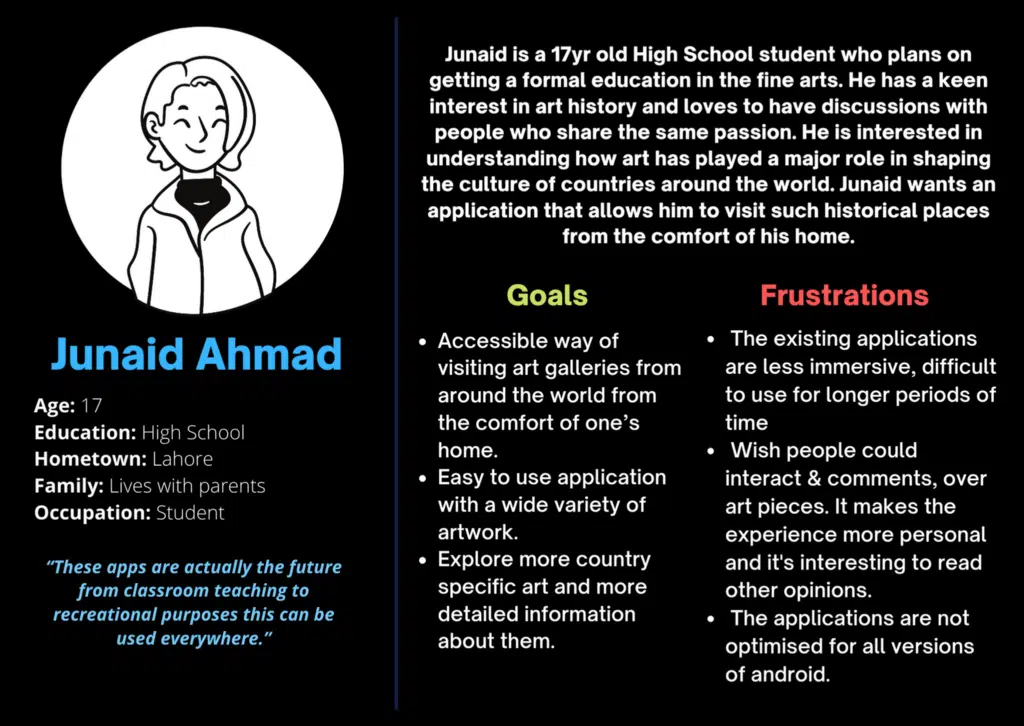 Junaid Ahmad
Age: 17
Education: High School
Hometown: Lahore
Family: Lives with parents
Occupation: Student
“These apps are actually the future
from classroom teaching to
recreational purposes this can be
used everywhere.”
Junaid is a 17yr old High School student who plans on
getting a formal education in the fine arts. He has a keen
interest in art history and loves to have discussions with
people who share the same passion. He is interested in
understanding how art has played a major role in shaping
the culture of countries around the world. Junaid wants an
application that allows him to visit such historical places
from the comfort of his home.
Goals
• Accessible way of
visiting art galleries from
around the world from
the comfort of one’s
home.
• Easy to use application
with a wide variety of
artwork.
• Explore more country
specific art and more
detailed information
about them.
Frustrations
• The existing applications
are less immersive, difficult
to use for longer periods of
time
• Wish people could
interact & comments, over
art pieces. It makes the
experience more personal
and it's interesting to read
other opinions.
• The applications are not
optimised for all versions
of android.